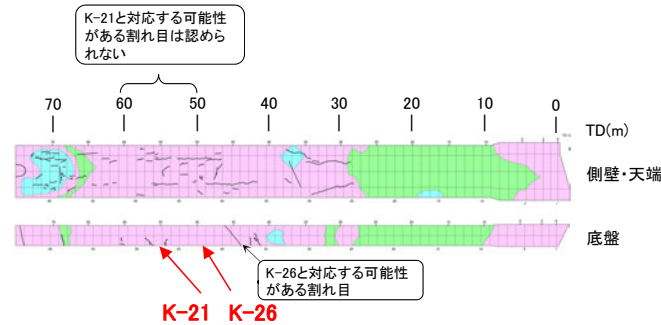 K-21と対応する可能性
がある割れ目は認めら
れない
70 60 50 40 30 20 10 0
TD(m)
側壁・天端
底盤
K-26と対応する可能性
がある割れ目
K-21 K-26